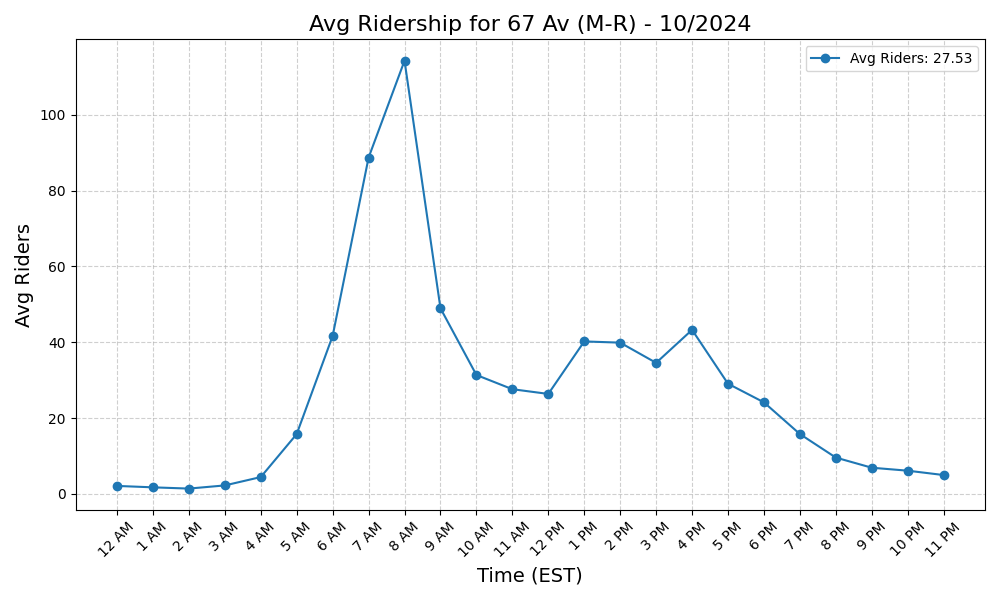 Avg Ridership for 67 Av (M-R) - 10/2024
Avg Riders: 27.53
Avg Riders
100
80
60
40
20
0
12 AM
1 AM
2 AM
3 AM
4 AM
5 AM
6 AM
7 AM
8 AM
9 AM
10 AM
11 AM
12 PM
1 PM
2 PM
3 PM
4 PM
5 PM
6 PM
7 PM
8 PM
9 PM
10 PM
11 PM
Time (EST)